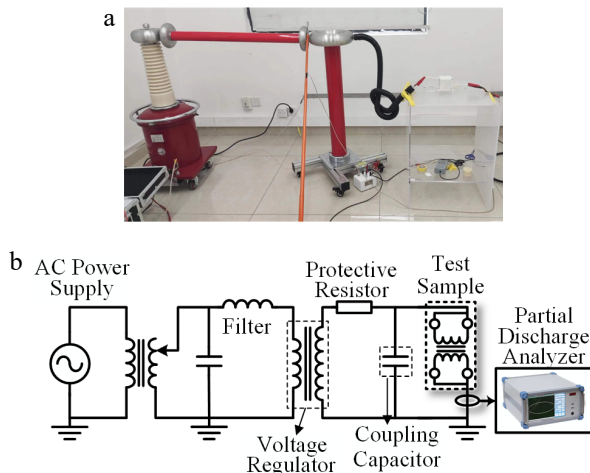 a
b
AC Power
Supply
Filter
Voltage
Regulator
Protective
Resistor
Coupling
Capacitor
Test
Sample
Partial
Discharge
Analyzer